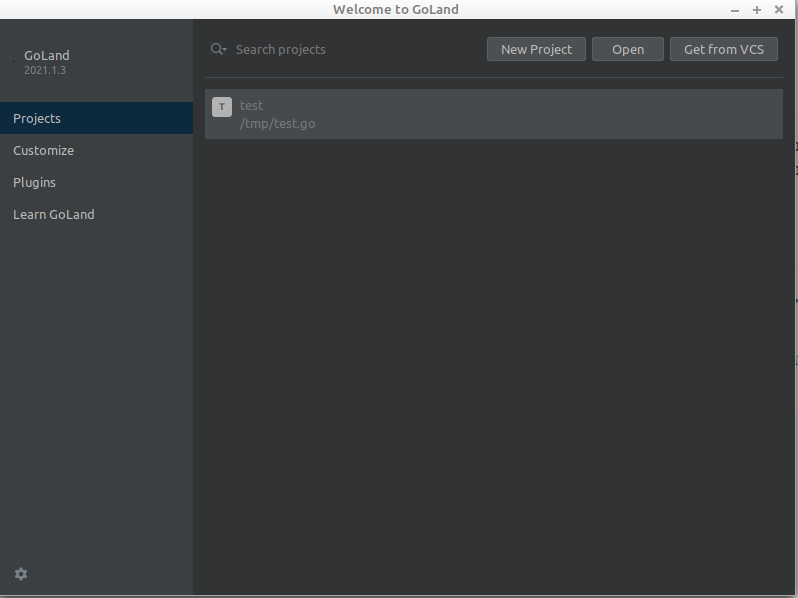 Welcome to GoLand
GoLand
2021.1.3
Projects
Customize
Plugins
Learn GoLand
Search projects
New Project
Open
Get from VCS
T
test
/tmp/test.go